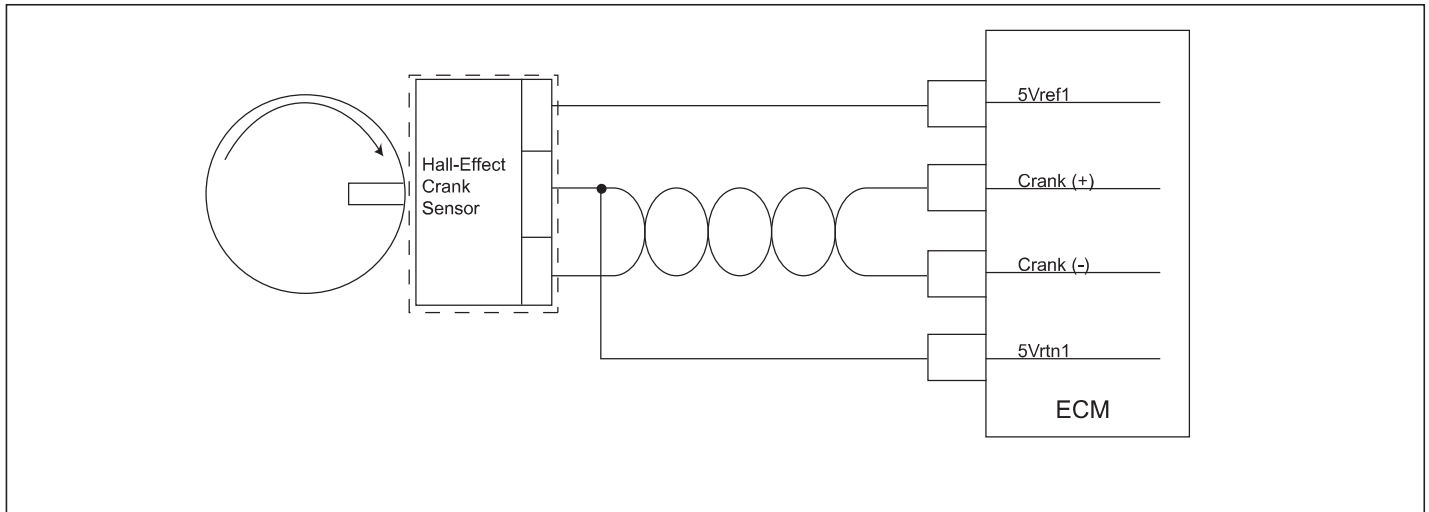 5Vref1
Hall-Effect
Crank
Sensor
Crank (+)
Crank (-)
5Vrtn1
ECM